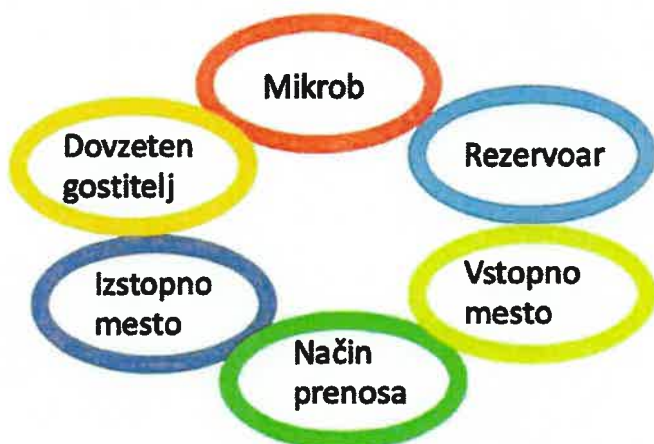 Mikrob
Rezervoar
Vstopno
mesto
Način
prenosa
Izstopno
mesto
Dovzeten
gostitelj